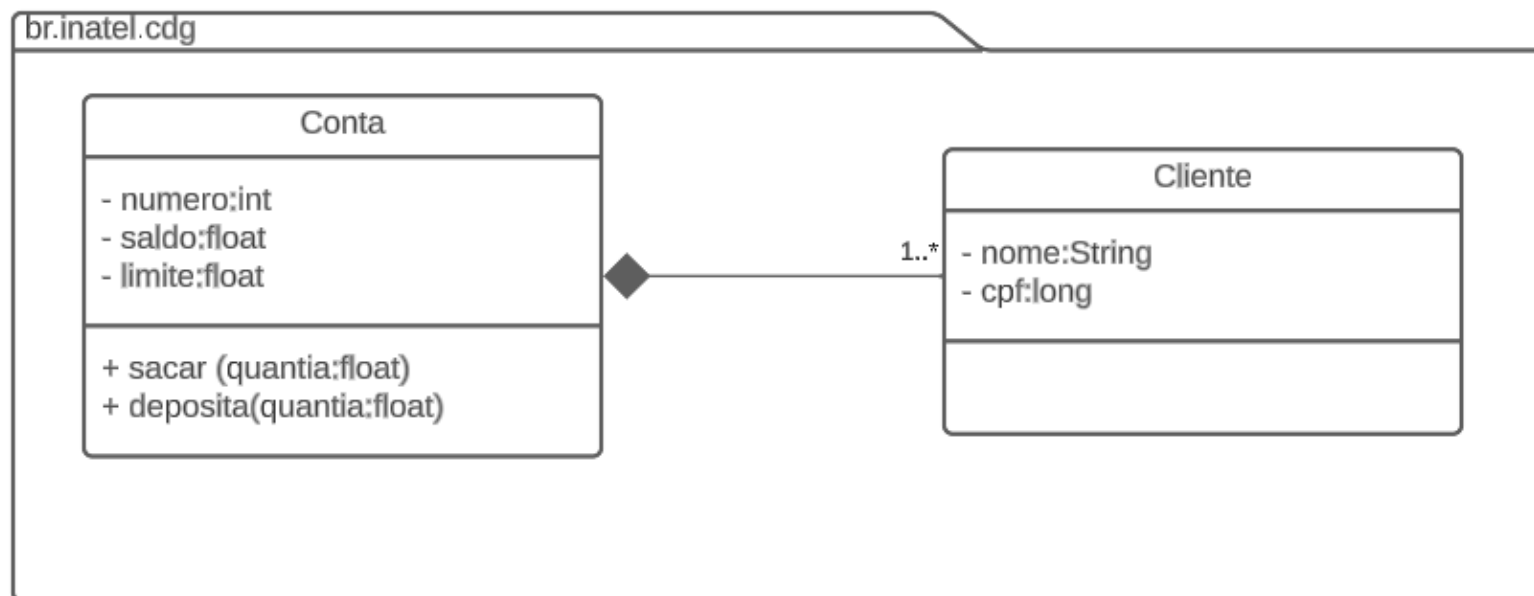 br.inatel.cdg
Conta
- numero:int
- saldo:float
- limite:float
+ sacar (quantia:float)
+ deposita(quantia:float)
1..*
Cliente
- nome:String
- cpf:long